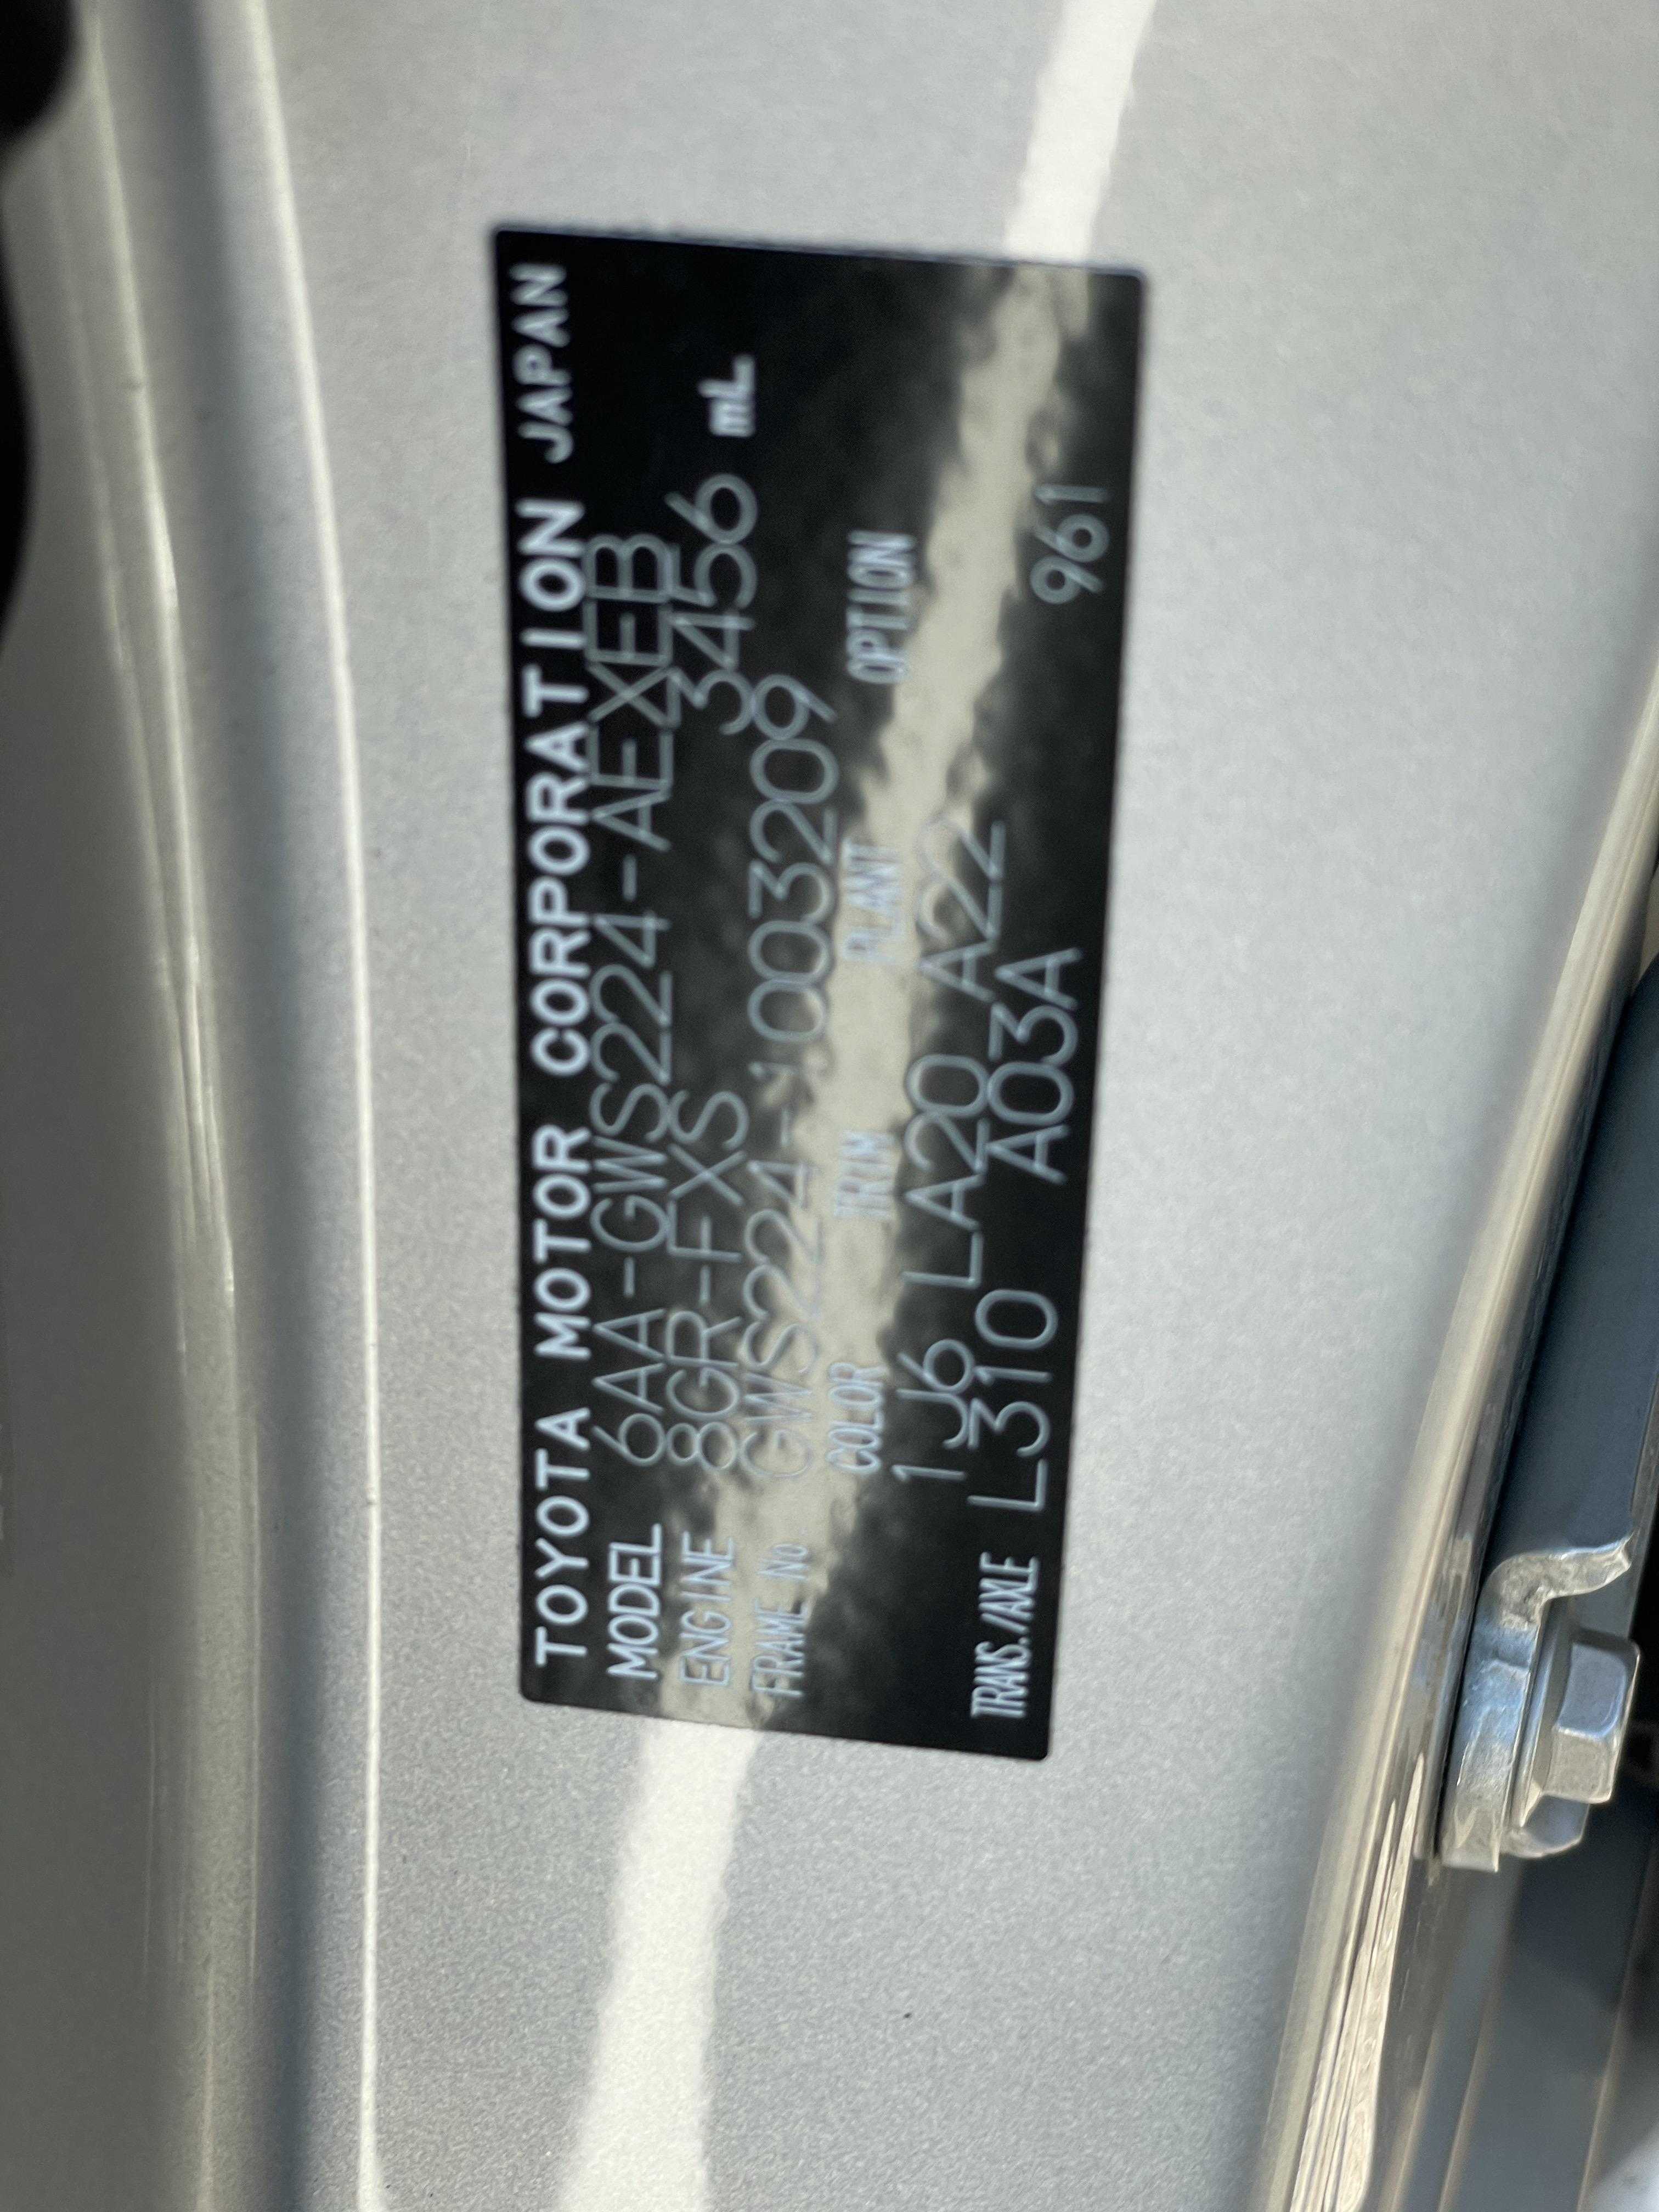 TOYOTA MOTOR CORPORATION JAPAN
MODEL 6AA-GWS224-AEXEB
ENGINE 8GR-FXS 3456 mL
FRAME No. GWS224-1003209
COLOR TRIM PLANT OPTION
1J6 LA20 A22
TRANS./AXLE L310 A03A 961